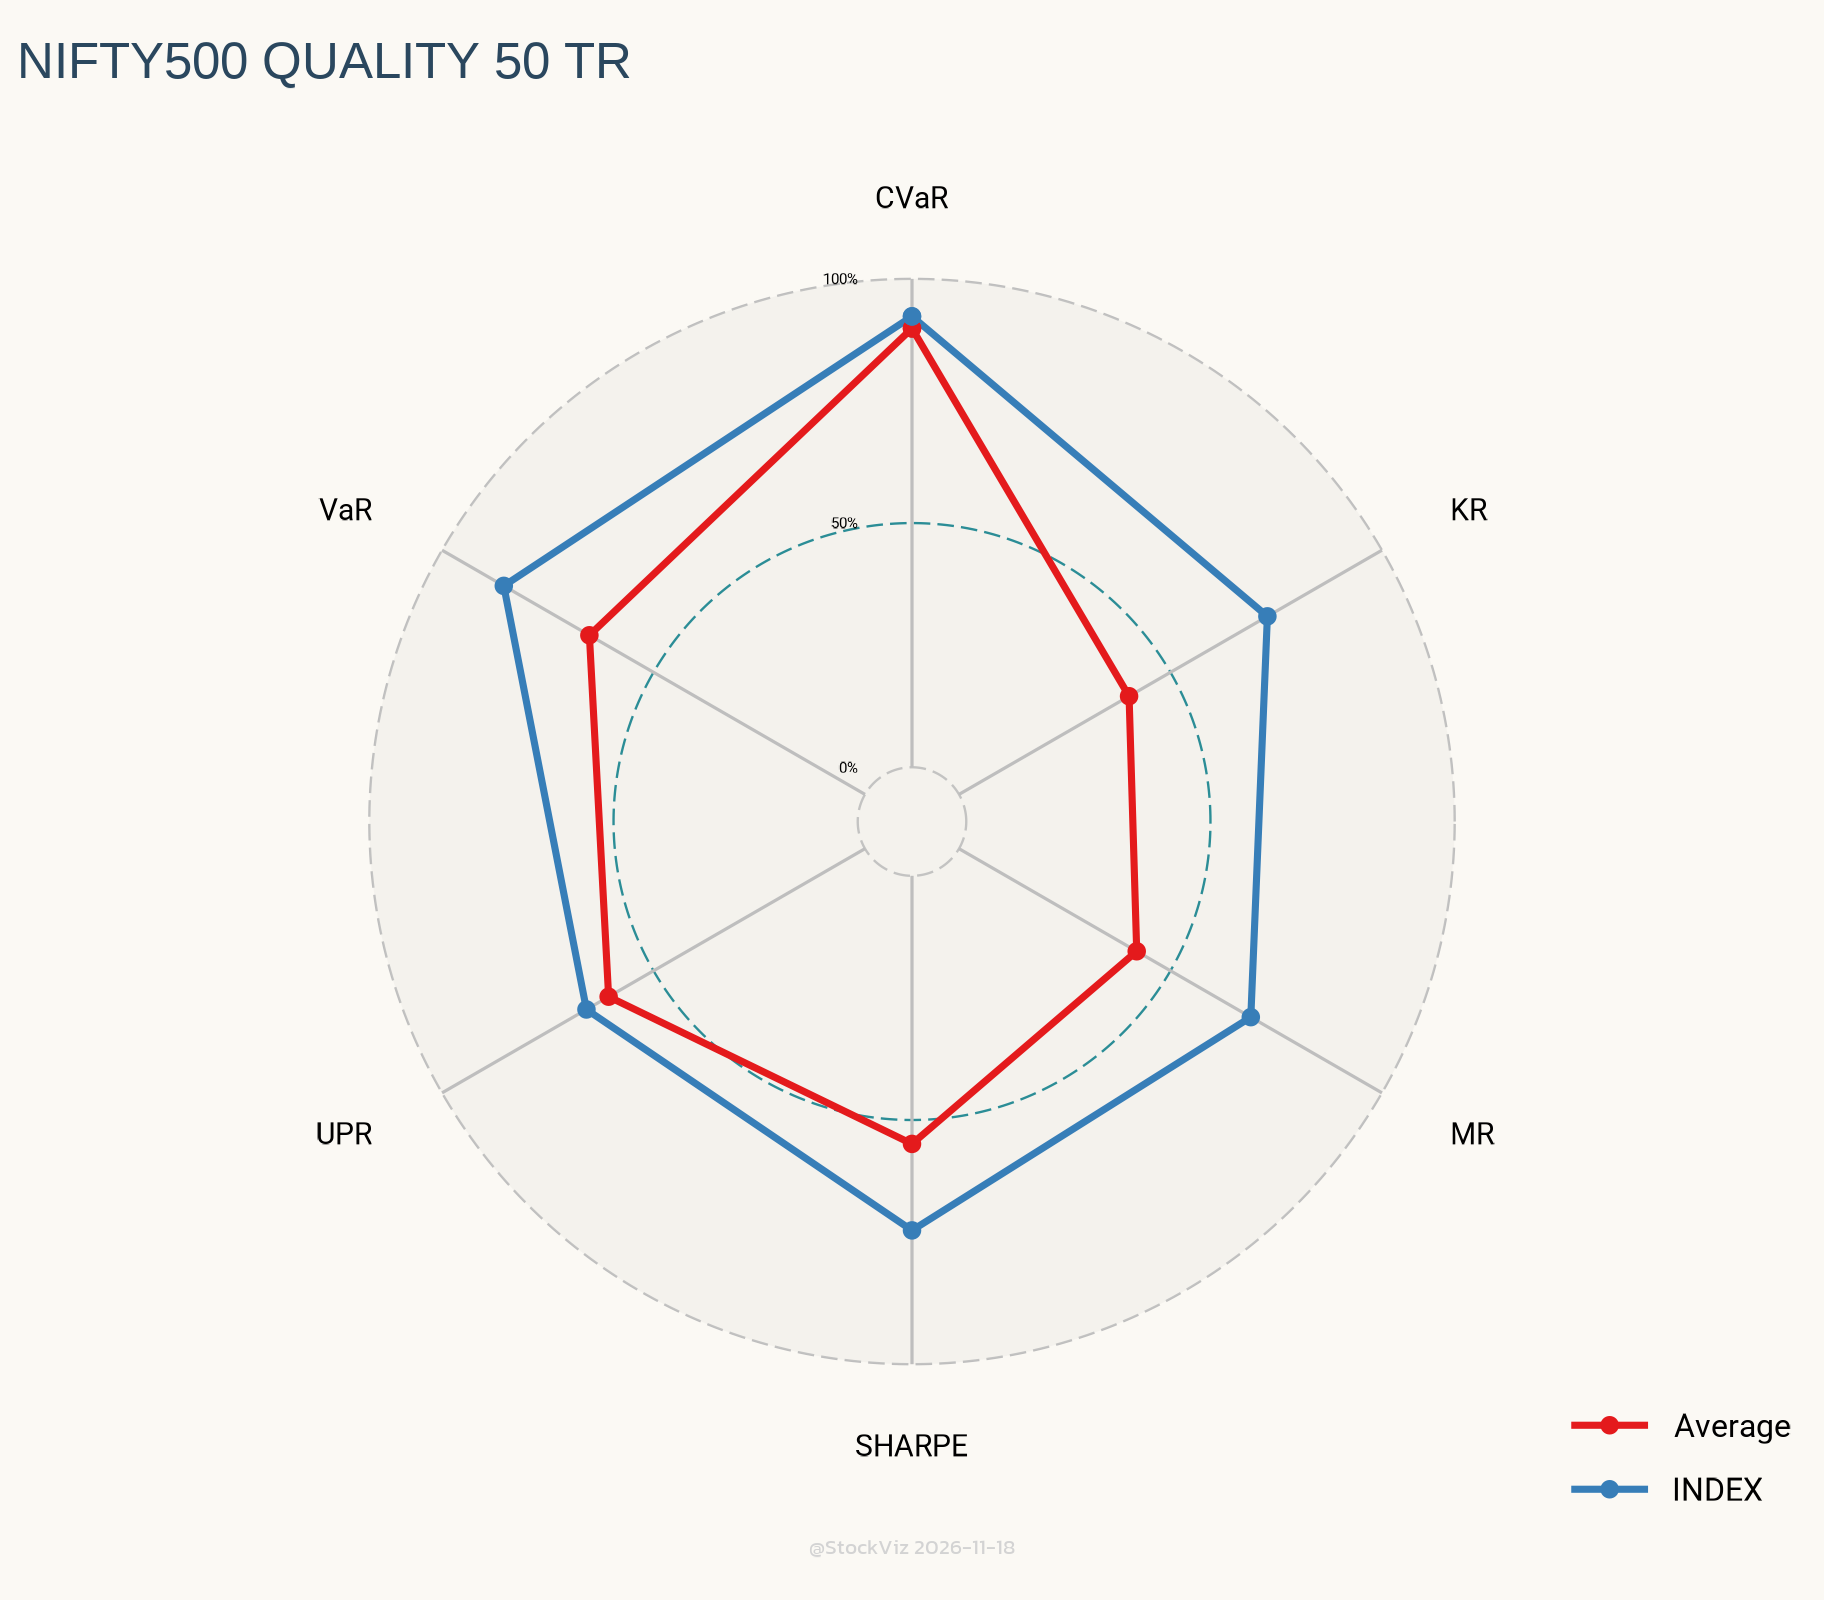 NIFTY500 QUALITY 50 TR
CVaR
100%
VaR
KR
50%
0%
UPR
MR
SHARPE
Average
INDEX
@StockViz 2026-11-18